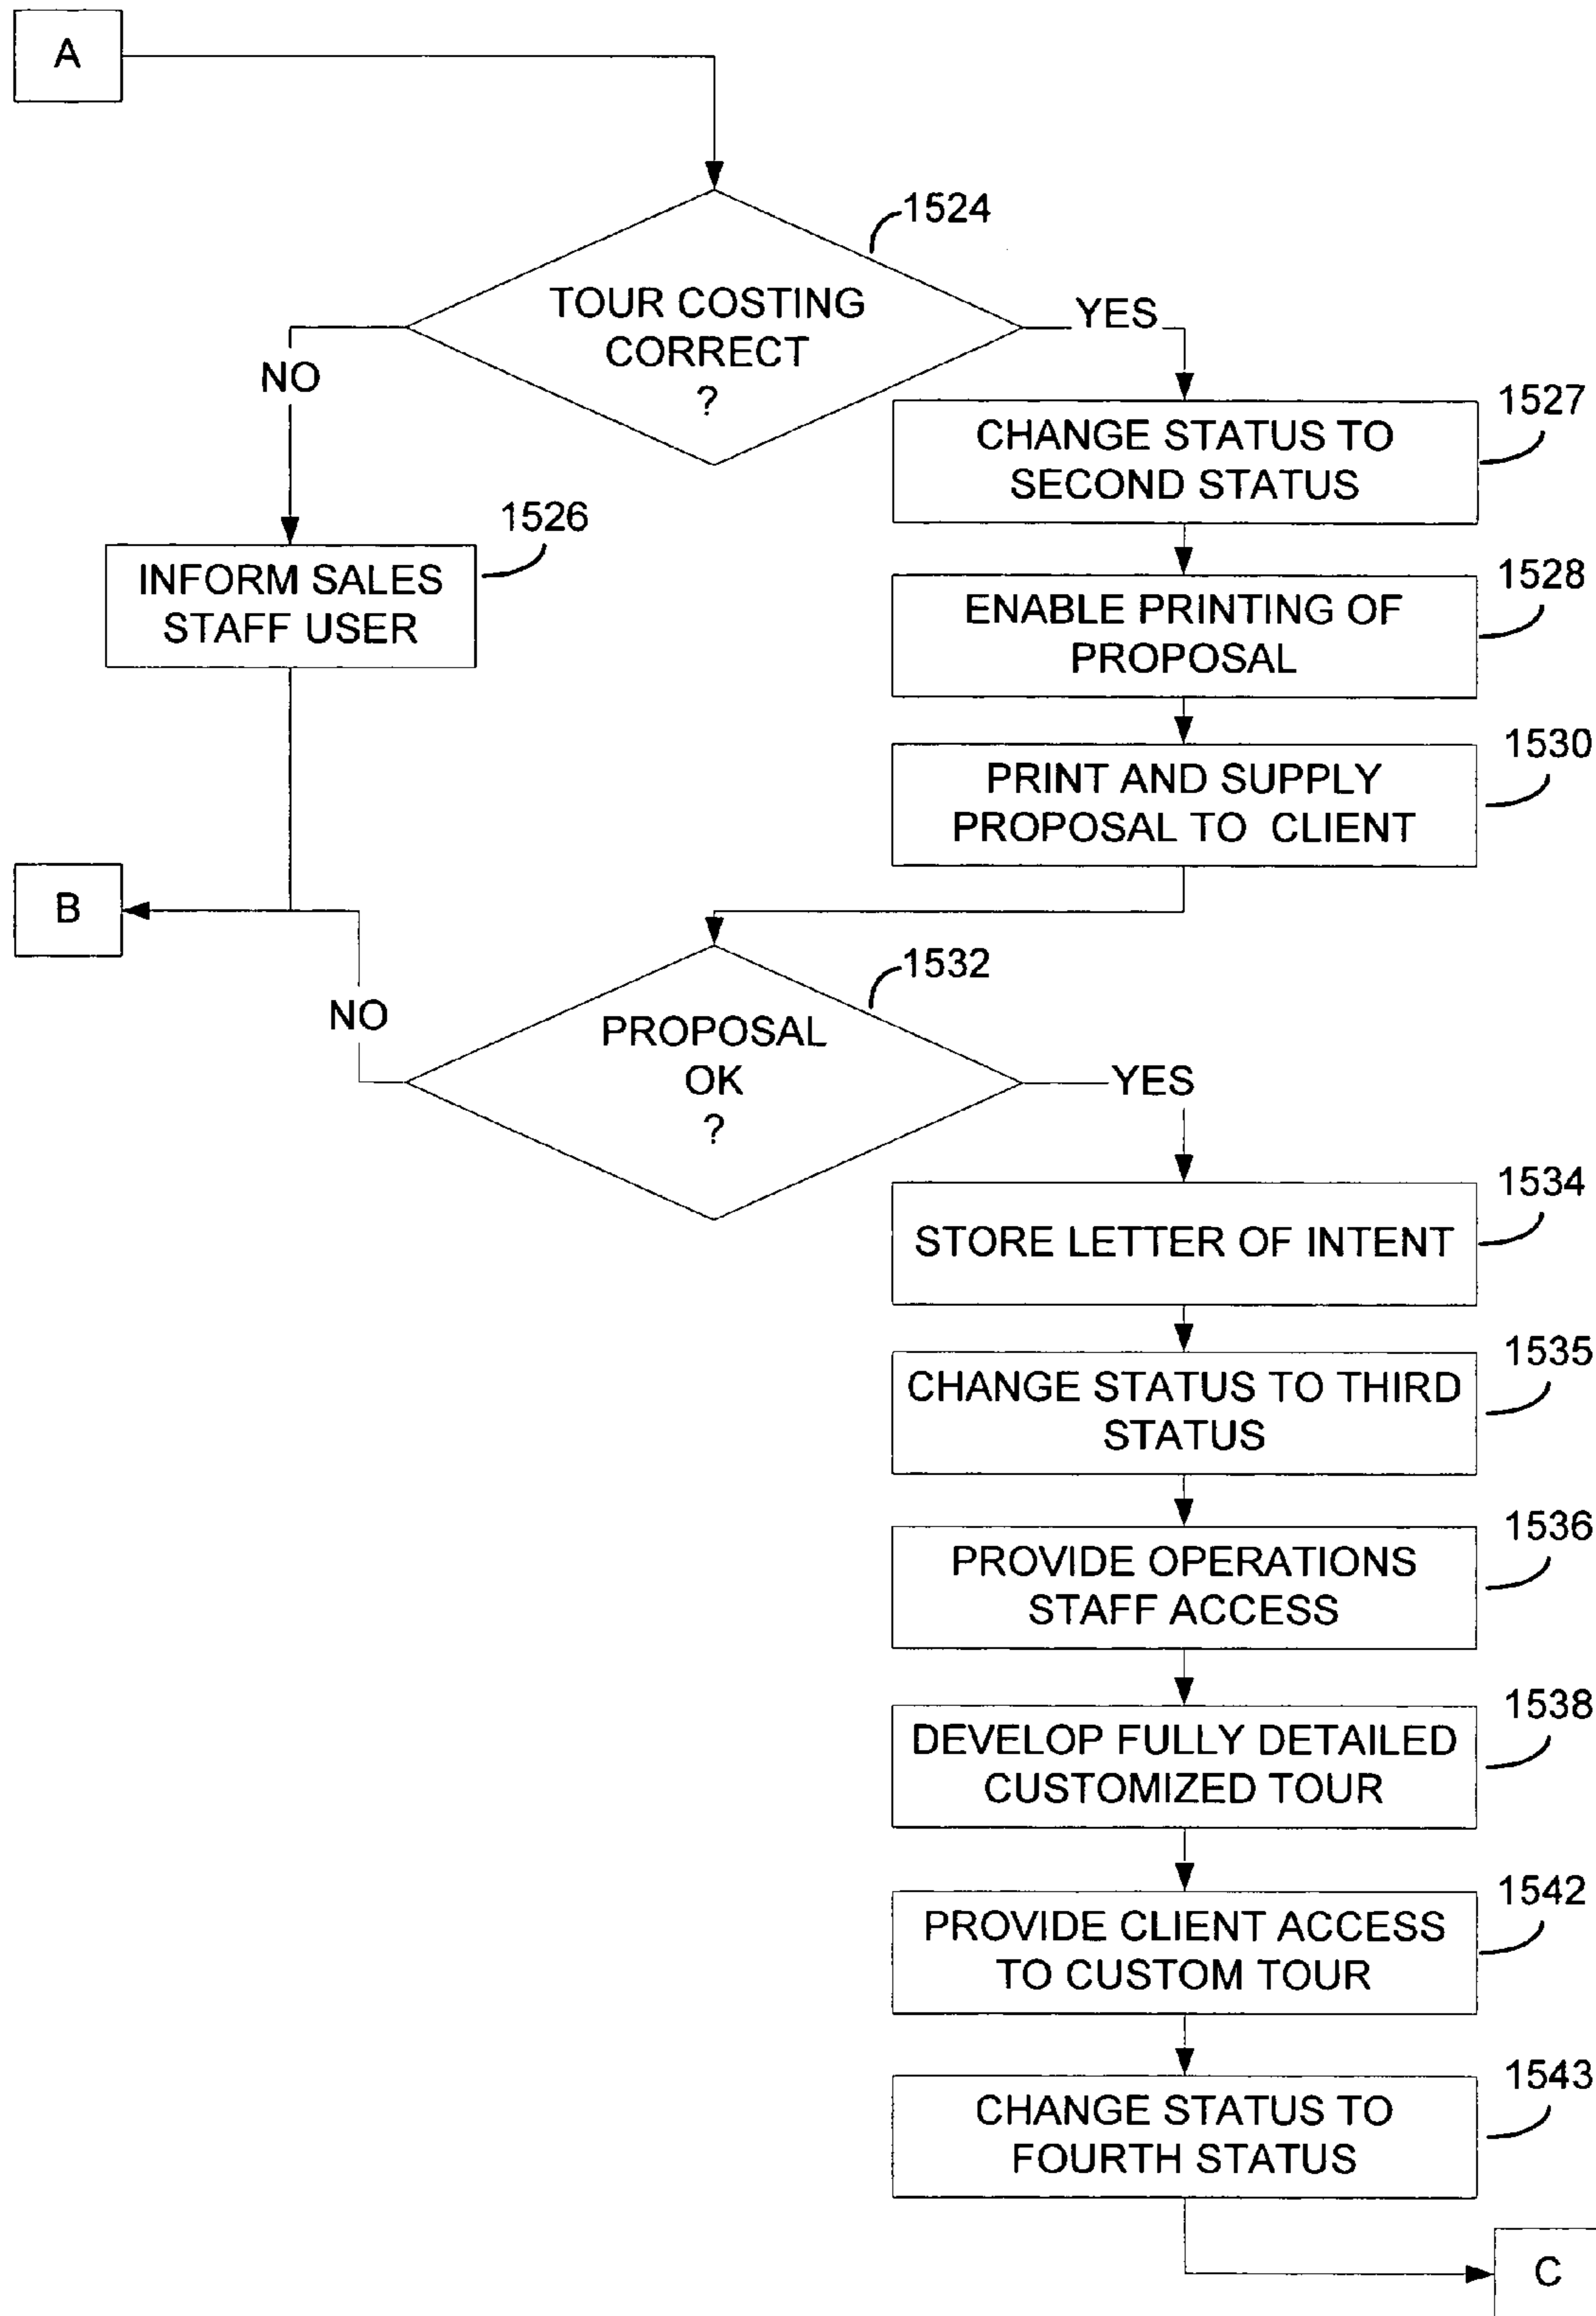 A
1524
TOUR COSTING
CORRECT
?
YES
NO
1527
CHANGE STATUS TO
SECOND STATUS
1526
INFORM SALES
STAFF USER
1528
ENABLE PRINTING OF
PROPOSAL
1530
PRINT AND SUPPLY
PROPOSAL TO CLIENT
B
1532
PROPOSAL
OK
?
NO
YES
1534
STORE LETTER OF INTENT
1535
CHANGE STATUS TO THIRD
STATUS
1536
PROVIDE OPERATIONS
STAFF ACCESS
1538
DEVELOP FULLY DETAILED
CUSTOMIZED TOUR
1542
PROVIDE CLIENT ACCESS
TO CUSTOM TOUR
1543
CHANGE STATUS TO
FOURTH STATUS
C